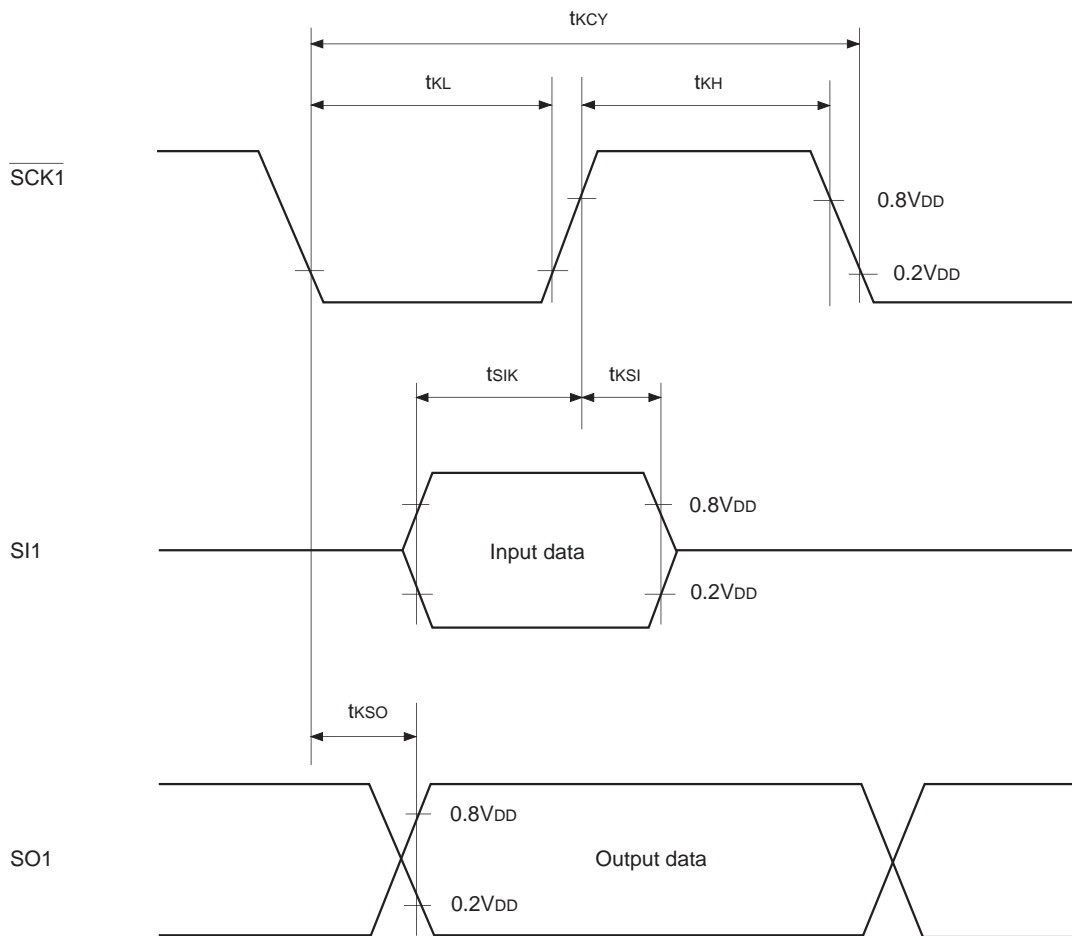 tKCY
tKL
tKH
SCK1
0.8VDD
0.2VDD
tSIK
tKSI
0.8VDD
SI1
Input data
0.2VDD
tKSO
0.8VDD
SO1
Output data
0.2VDD